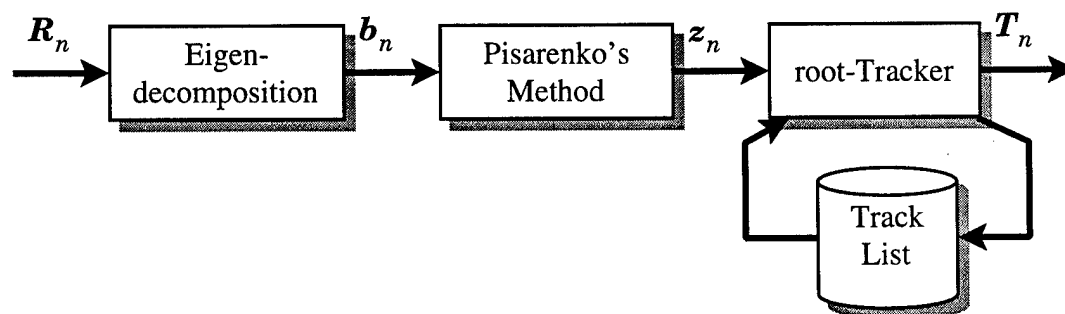 R_n
Eigen-
decomposition
b_n
Pisarenko's
Method
z_n
root-Tracker
T_n
Track
List